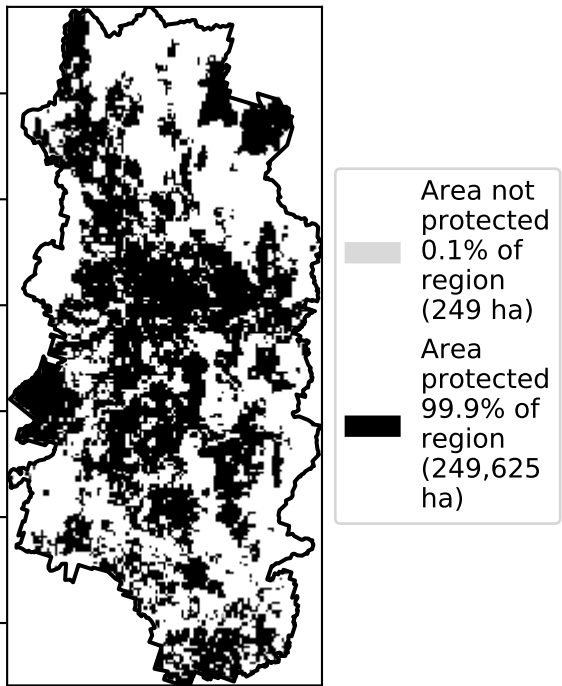 Area not
protected
0.1% of
region
(249 ha)
Area
protected
99.9% of
region
(249,625
ha)